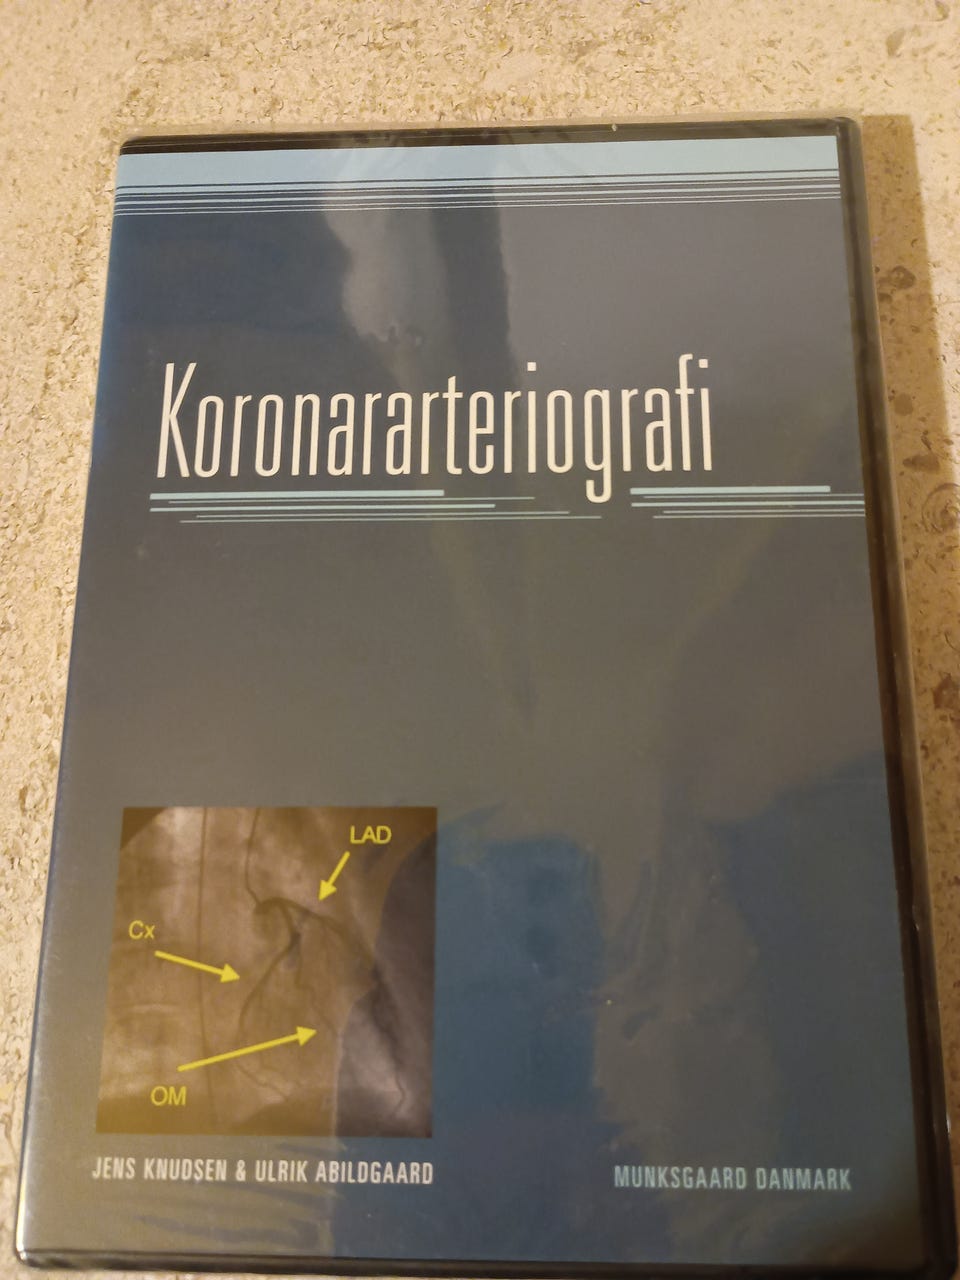 Koronararteriografi
LAD
Cx
OM
JENS KNUDSEN & ULRIK ABILDGAARD
MUNKSGAARD DANMARK